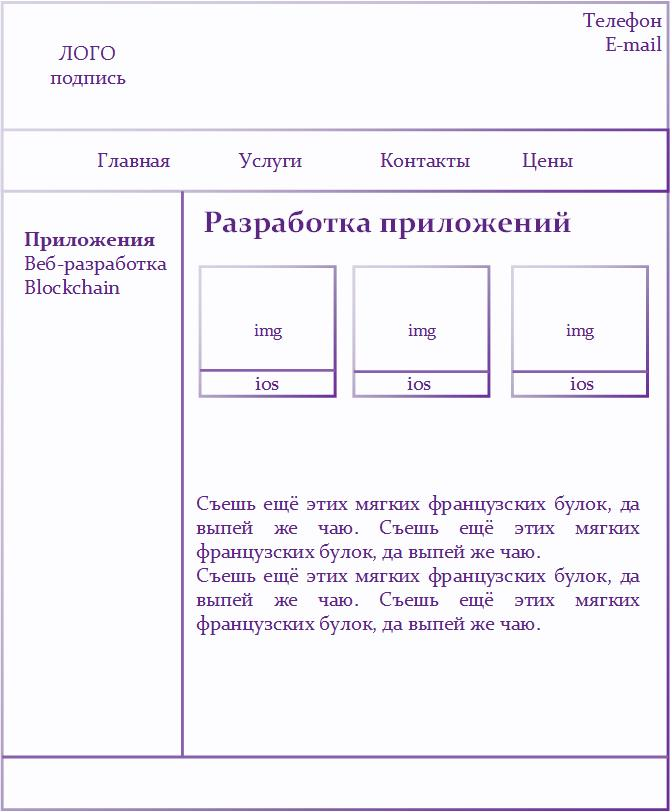 Телефон
E-mail
ЛОГО
подпись
Главная Услуги Контакты Цены
Приложения
Веб-разработка
Blockchain
Разработка приложений
img img img
ios ios ios
Съешь ещё этих мягких французских булок, да
выпей же чаю. Съешь ещё этих мягких
французских булок, да выпей же чаю.
Съешь ещё этих мягких французских булок, да
выпей же чаю. Съешь ещё этих мягких
французских булок, да выпей же чаю.